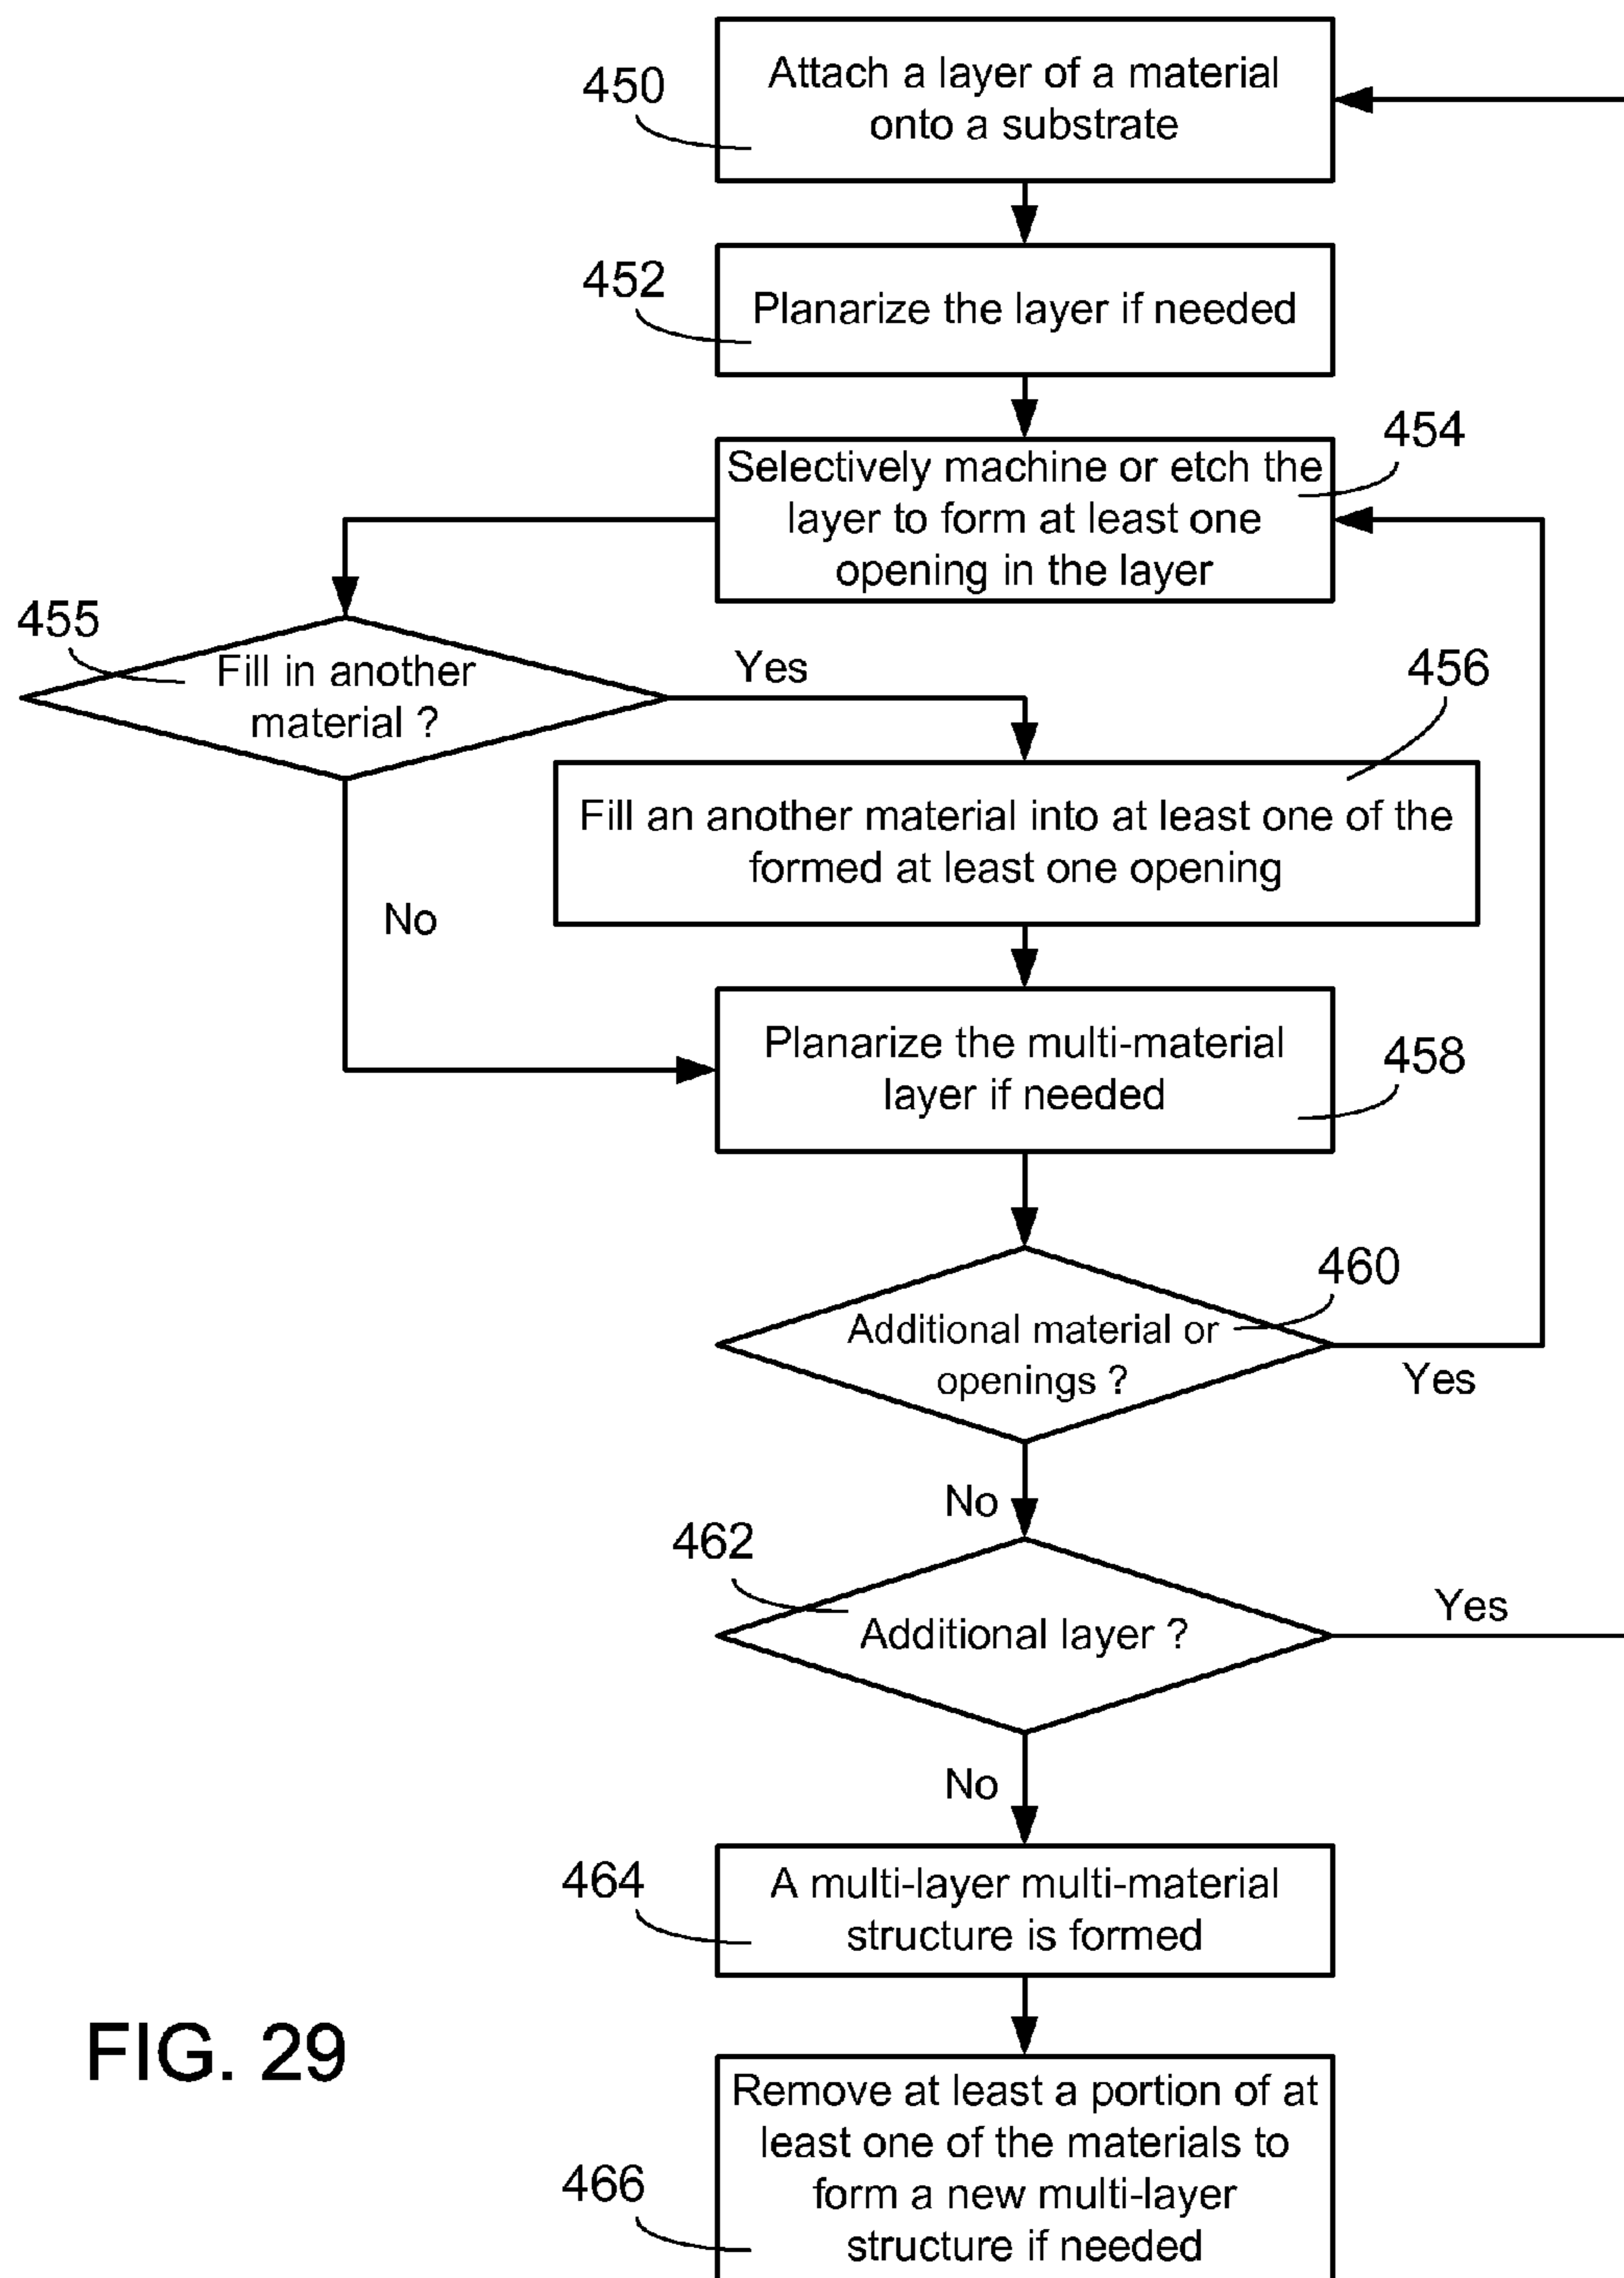 450
Attach a layer of a material
onto a substrate
452
Planarize the layer if needed
454
Selectively machine or etch the
layer to form at least one
opening in the layer
455
Fill in another
material ?
Yes
456
Fill an another material into at least one of the
formed at least one opening
No
Planarize the multi-material
layer if needed
458
460
Additional material or
openings ?
Yes
No
462
Additional layer ?
Yes
No
464
A multi-layer multi-material
structure is formed
FIG. 29
466
Remove at least a portion of at
least one of the materials to
form a new multi-layer
structure if needed